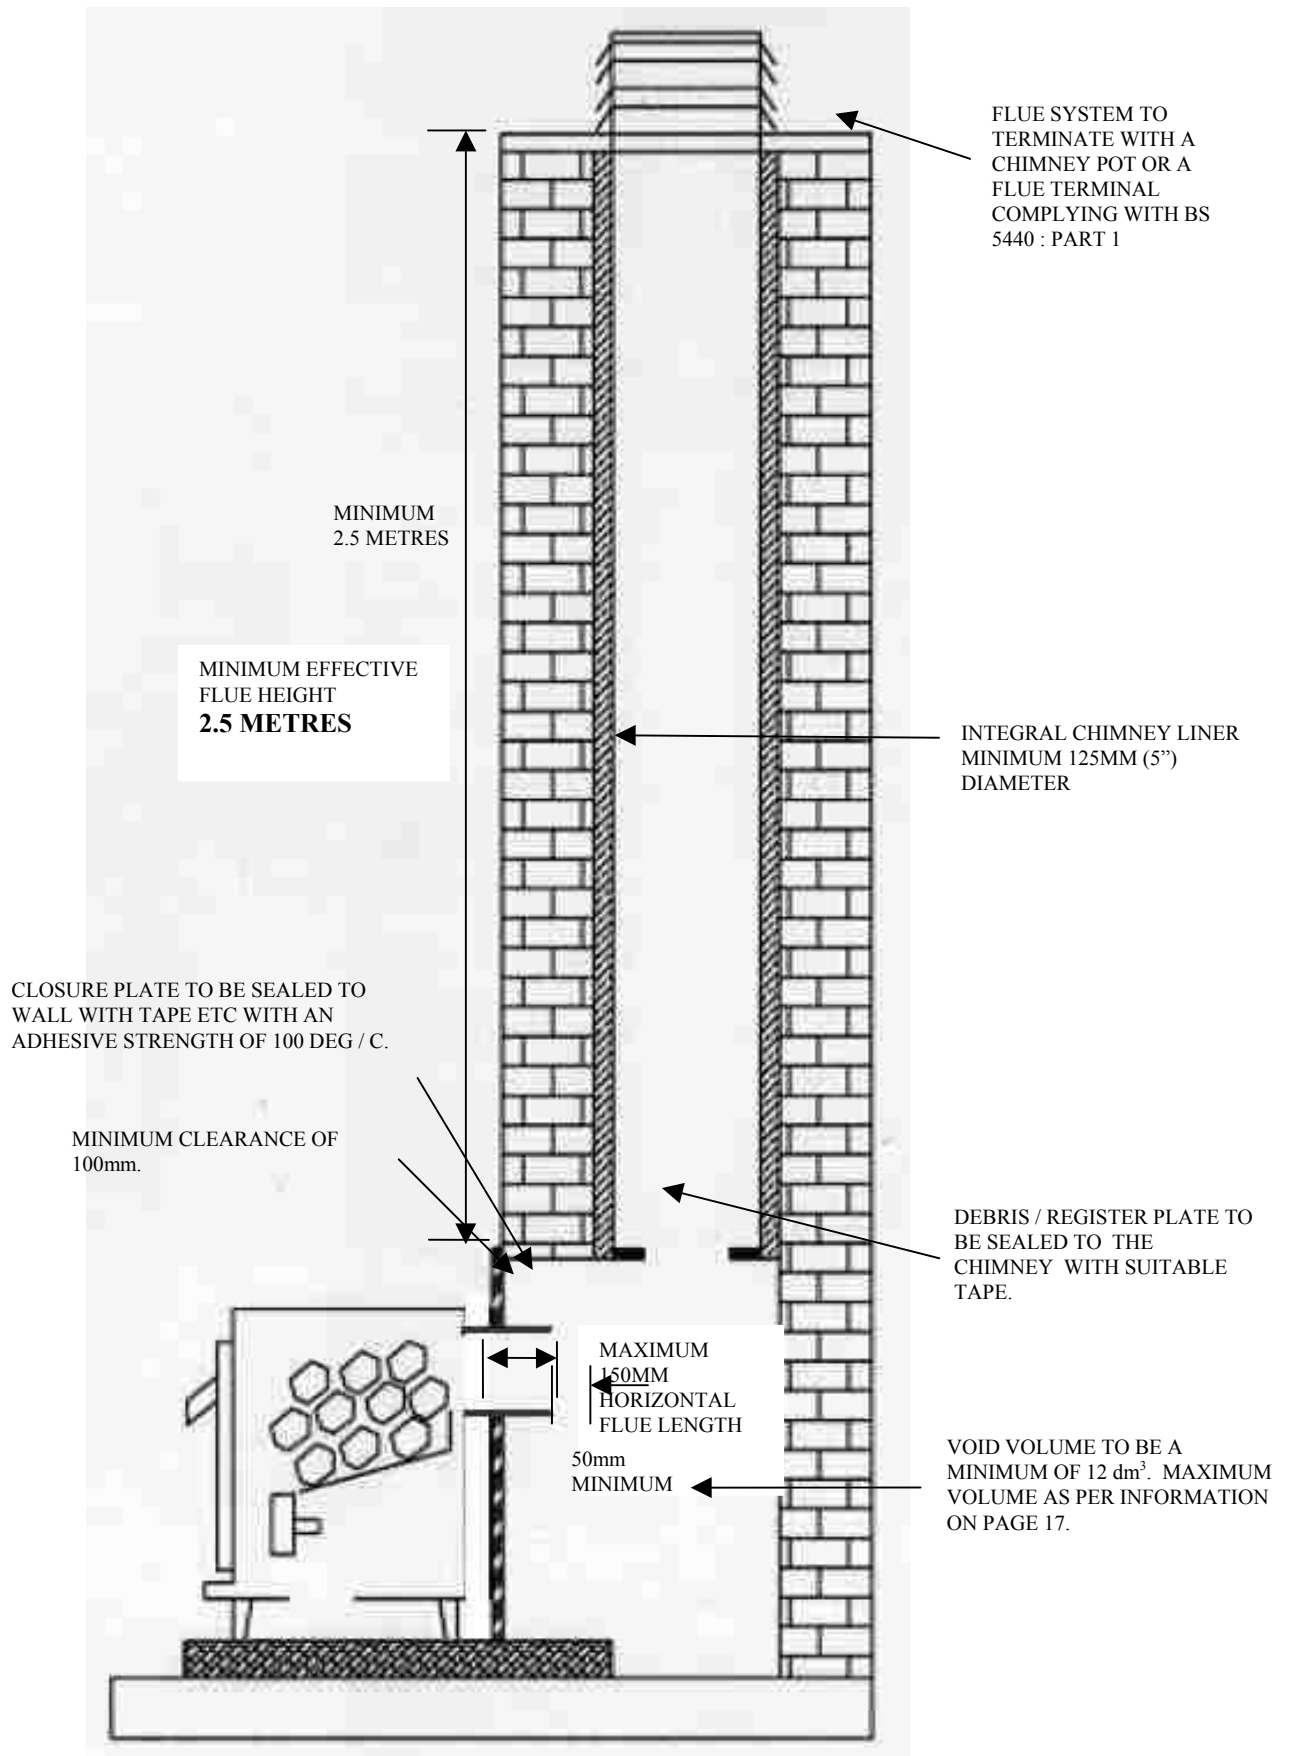 FLUE SYSTEM TO
TERMINATE WITH A
CHIMNEY POT OR A
FLUE TERMINAL
COMPLYING WITH BS
5440 : PART 1
MINIMUM
2.5 METRES
MINIMUM EFFECTIVE
FLUE HEIGHT
2.5 METRES
INTEGRAL CHIMNEY LINER
MINIMUM 125MM (5”)
DIAMETER
CLOSURE PLATE TO BE SEALED TO
WALL WITH TAPE ETC WITH AN
ADHESIVE STRENGTH OF 100 DEG / C.
MINIMUM CLEARANCE OF
100mm.
DEBRIS / REGISTER PLATE TO
BE SEALED TO THE
CHIMNEY WITH SUITABLE
TAPE.
MAXIMUM
150MM
HORIZONTAL
FLUE LENGTH
50mm
MINIMUM
VOID VOLUME TO BE A
MINIMUM OF 12 dm³. MAXIMUM
VOLUME AS PER INFORMATION
ON PAGE 17.